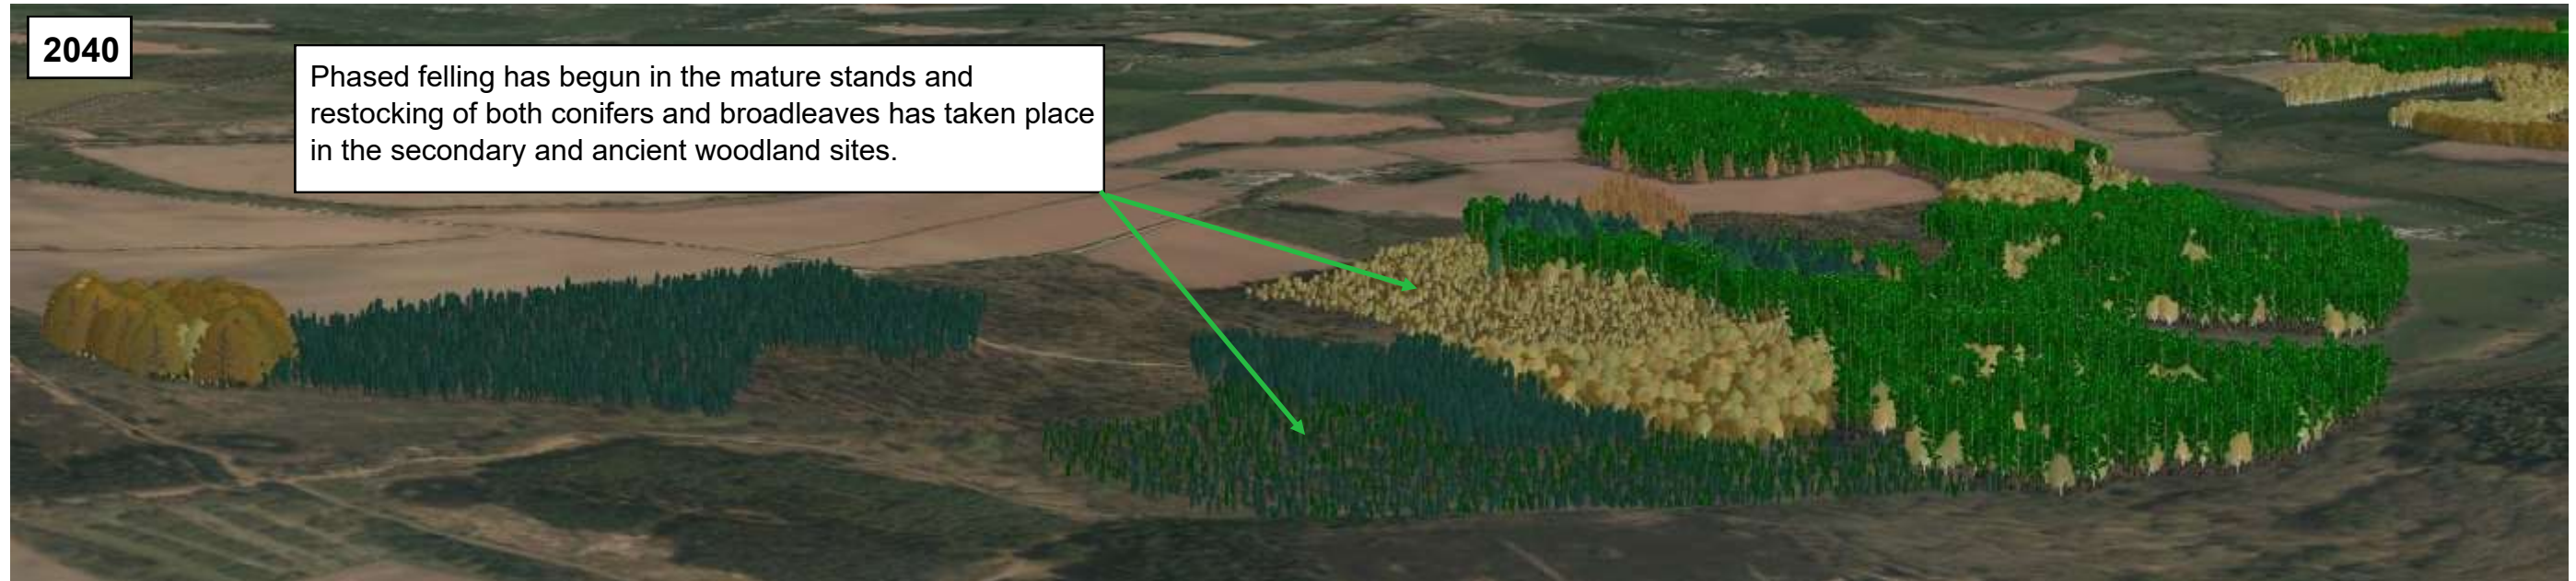 2040
Phased felling has begun in the mature stands and
restocking of both conifers and broadleaves has taken place
in the secondary and ancient woodland sites.